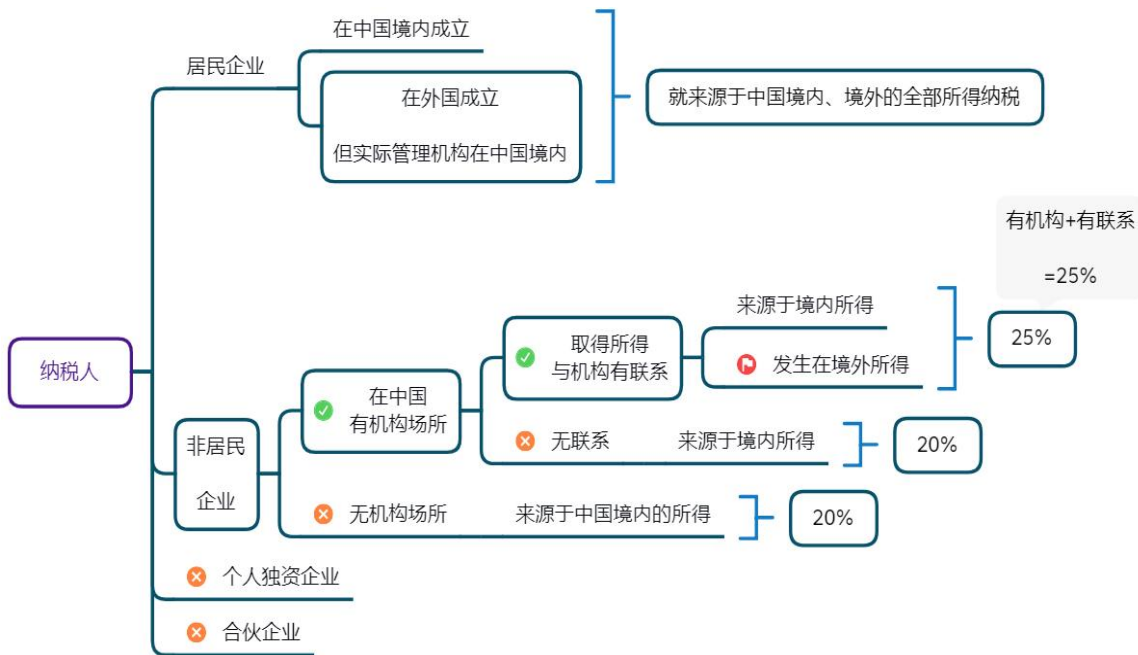 纳税人
居民企业
在中国境内成立
在外国成立
但实际管理机构在中国境内
就来源于中国境内、境外的全部所得纳税
非居民
企业
在中国
有机构场所
取得所得
与机构有联系
来源于境内所得
发生在境外所得
25%
有机构+有联系
=25%
无联系
来源于境内所得
20%
无机构场所
来源于中国境内的所得
20%
个人独资企业
合伙企业